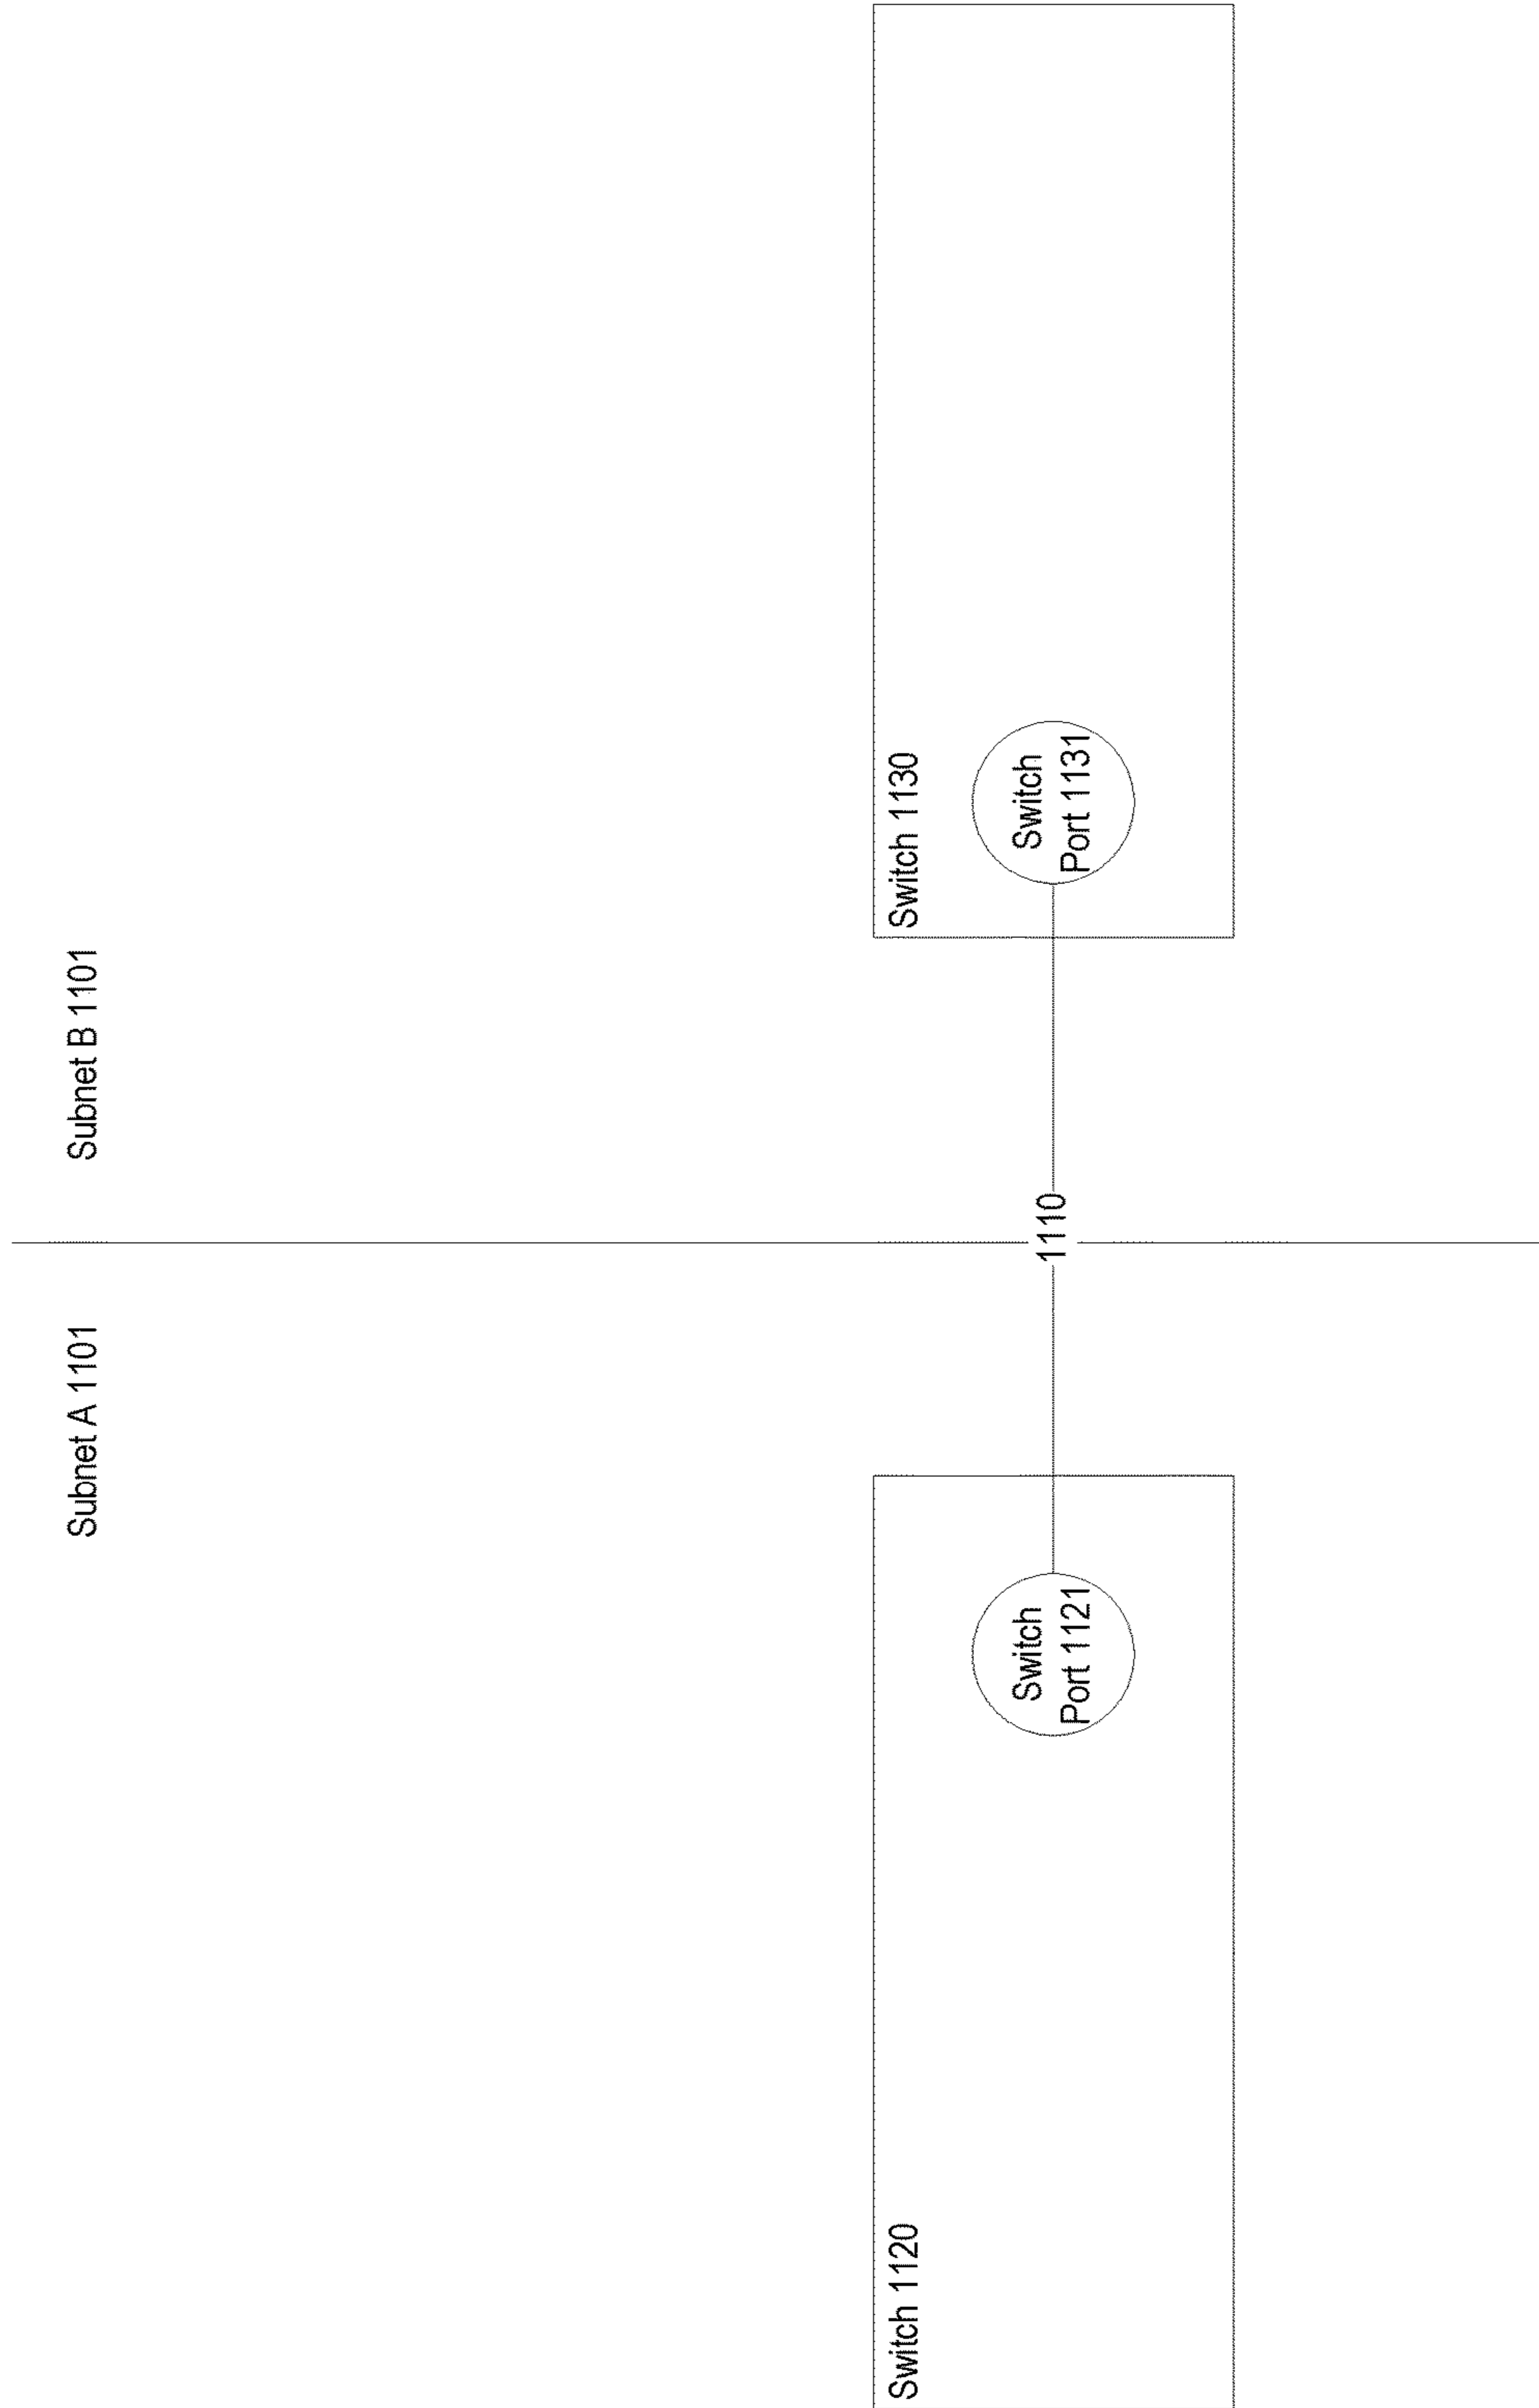 Subnet A 1101
Subnet B 1101
Switch 1120
Switch 1130
Switch
Port 1121
1110
Switch
Port 1131